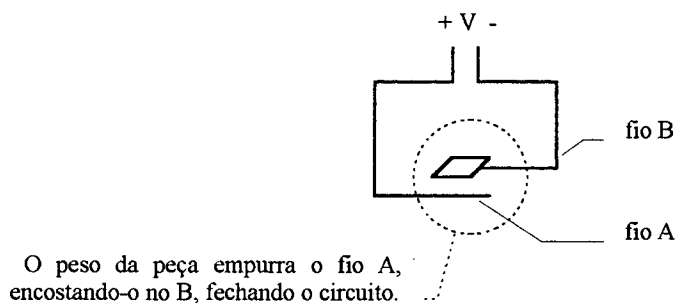 + V -
fio B
fio A
O peso da peça empurra o fio A,
encostando-o no B, fechando o circuito.